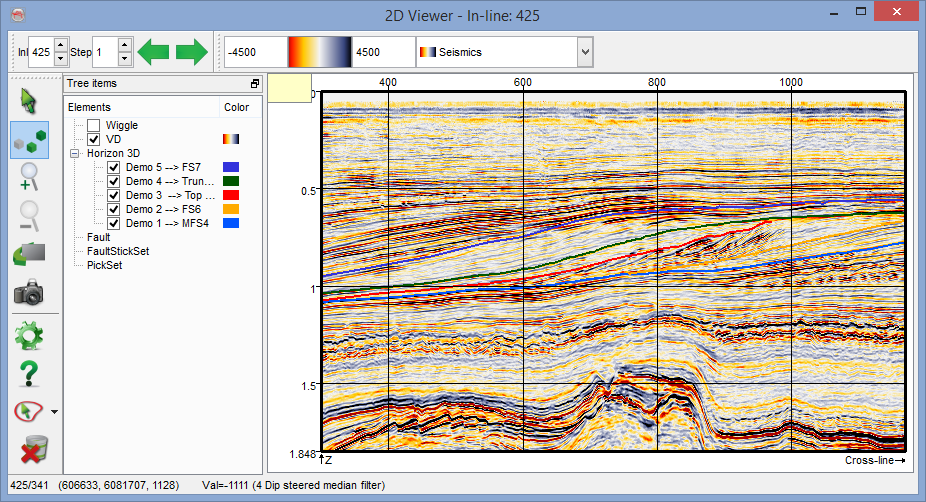 2D Viewer - In-line: 425
Inl 425 Step 1 -4500 4500 Seismics
Tree items
Elements Color
Wiggle
VD
Horizon 3D
Demo 5 --> FS7
Demo 4 --> Trun...
Demo 3 --> Top ...
Demo 2 --> FS6
Demo 1 --> MFS4
Fault
FaultStickSet
PickSet
400 600 800 1000
0
0.5
1
1.5
1.848
Z
Cross-line
425/341 (606633, 6081707, 1128) Val=-1111 (4 Dip steered median filter)